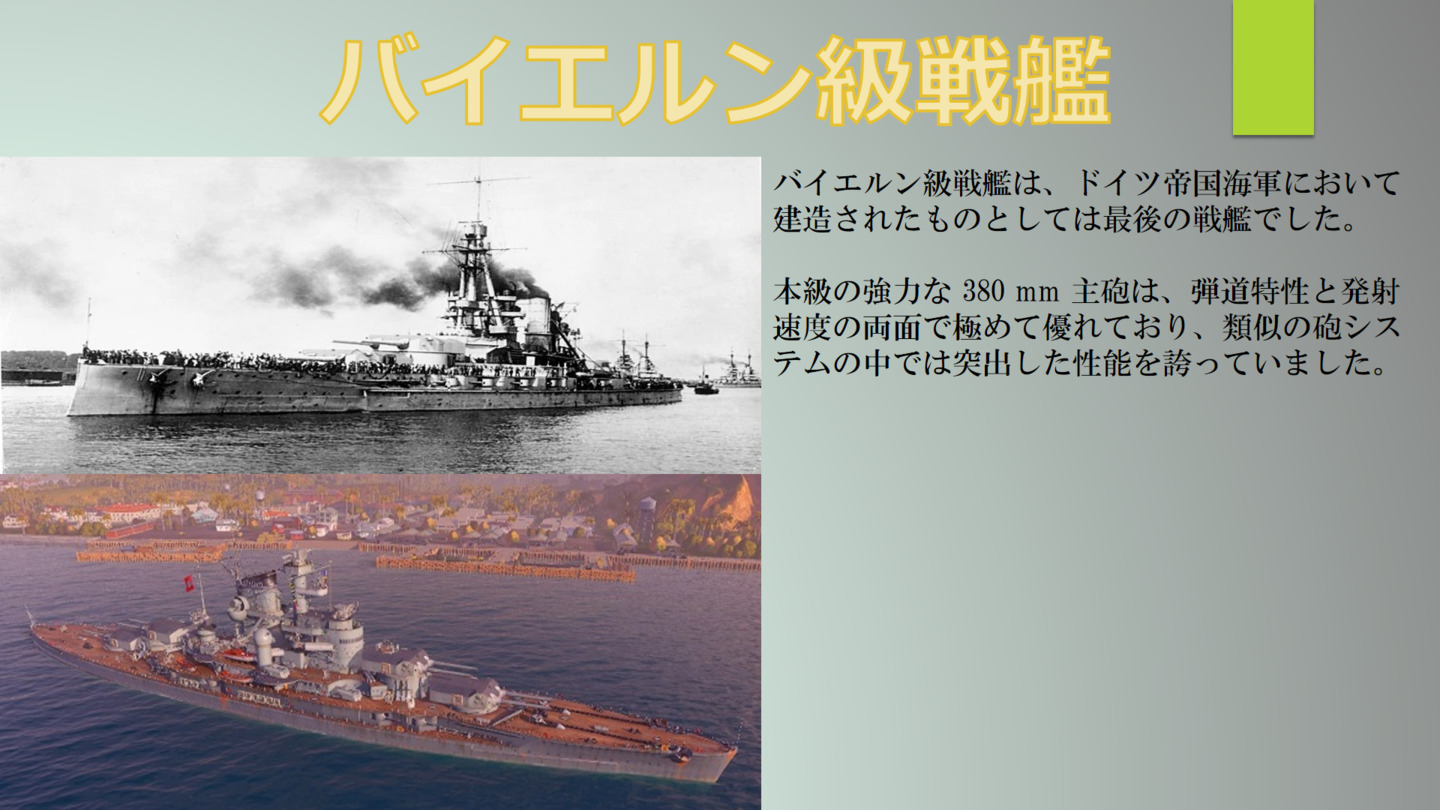 バイエルン級戦艦
バイエルン級戦艦は、ドイツ帝国海軍において
建造されたものとしては最後の戦艦でした。
本級の強力な 380 mm 主砲は、弾道特性と発射
速度の両面で極めて優れており、類似の砲シス
テムの中では突出した性能を誇っていました。